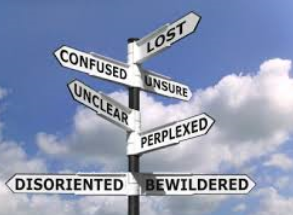 LOST
CONFUSED
UNSURE
UNCLEAR
PERPLEXED
DISORIENTED
BEWILDERED